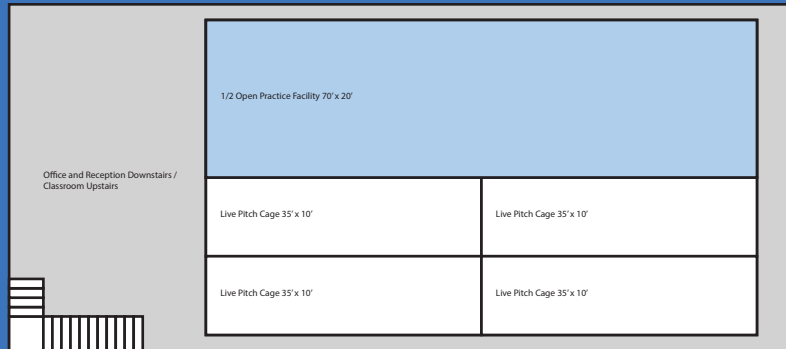 1/2 Open Practice Facility 70' x 20'
Office and Reception Downstairs /
Classroom Upstairs
Live Pitch Cage 35' x 10'
Live Pitch Cage 35' x 10'
Live Pitch Cage 35' x 10'
Live Pitch Cage 35' x 10'